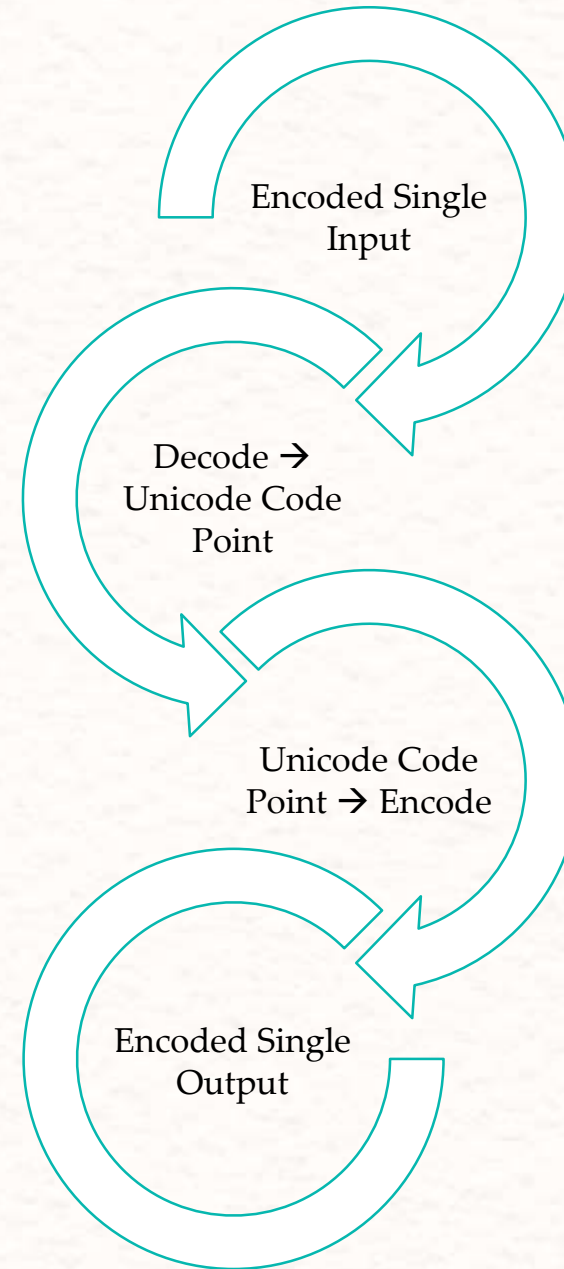 Encoded Single
Input
Decode →
Unicode Code
Point
Unicode Code
Point → Encode
Encoded Single
Output